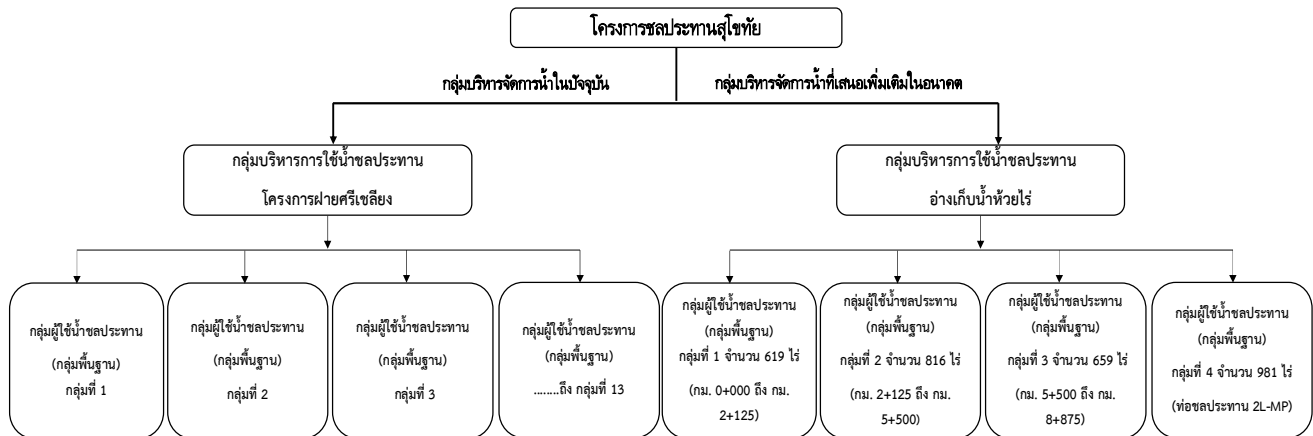 โครงการชลประทานสุโขทัย
กลุ่มบริหารจัดการน้ำในปัจจุบัน
กลุ่มบริหารจัดการน้ำที่เสนอเพิ่มเติมในอนาคต
กลุ่มบริหารการใช้น้ำชลประทาน
โครงการฝายศรีเชลียง
กลุ่มบริหารการใช้น้ำชลประทาน
อ่างเก็บน้ำห้วยไร่
กลุ่มผู้ใช้น้ำชลประทาน
(กลุ่มพื้นฐาน)
กลุ่มที่ 1
กลุ่มผู้ใช้น้ำชลประทาน
(กลุ่มพื้นฐาน)
กลุ่มที่ 2
กลุ่มผู้ใช้น้ำชลประทาน
(กลุ่มพื้นฐาน)
กลุ่มที่ 3
กลุ่มผู้ใช้น้ำชลประทาน
(กลุ่มพื้นฐาน)
........ถึง กลุ่มที่ 13
กลุ่มผู้ใช้น้ำชลประทาน
(กลุ่มพื้นฐาน)
กลุ่มที่ 1 จำนวน 619 ไร่
(กม. 0+000 ถึง กม.
2+125)
กลุ่มผู้ใช้น้ำชลประทาน
(กลุ่มพื้นฐาน)
กลุ่มที่ 2 จำนวน 816 ไร่
(กม. 2+125 ถึง กม.
5+500)
กลุ่มผู้ใช้น้ำชลประทาน
(กลุ่มพื้นฐาน)
กลุ่มที่ 3 จำนวน 659 ไร่
(กม. 5+500 ถึง กม.
8+875)
กลุ่มผู้ใช้น้ำชลประทาน
(กลุ่มพื้นฐาน)
กลุ่มที่ 4 จำนวน 981 ไร่
(ท่อชลประทาน 2L-MP)